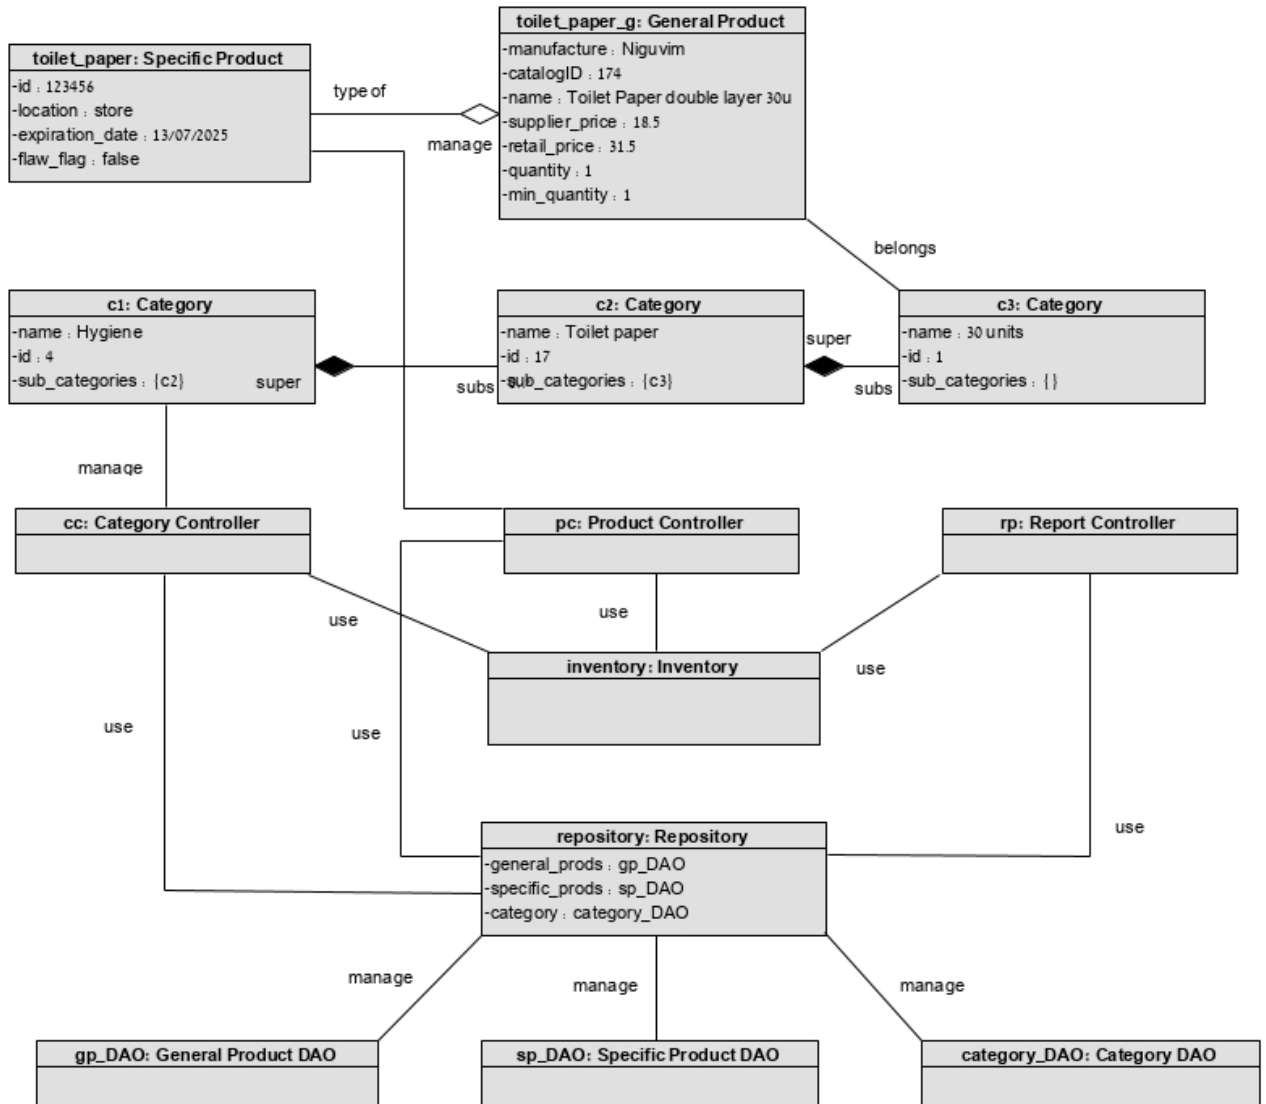 toilet_paper_g: General Product
-manufacture : Niguvim
-catalogID : 174
-name : Toilet Paper double layer 30u
-supplier_price : 18.5
-retail_price : 31.5
-quantity : 1
-min_quantity : 1
toilet_paper: Specific Product
-id : 123456
-location : store
-expiration_date : 13/07/2025
-flaw_flag : false
type of
manage
belongs
c1: Category
-name : Hygiene
-id : 4
-sub_categories : {c2}
super
subs
c2: Category
-name : Toilet paper
-id : 17
-sub_categories : {c3}
super
subs
c3: Category
-name : 30 units
-id : 1
-sub_categories : {}
manage
cc: Category Controller
pc: Product Controller
rp: Report Controller
use
use
use
inventory: Inventory
use
use
use
repository: Repository
-general_prods : gp_DAO
-specific_prods : sp_DAO
-category : category_DAO
manage
manage
manage
gp_DAO: General Product DAO
sp_DAO: Specific Product DAO
category_DAO: Category DAO